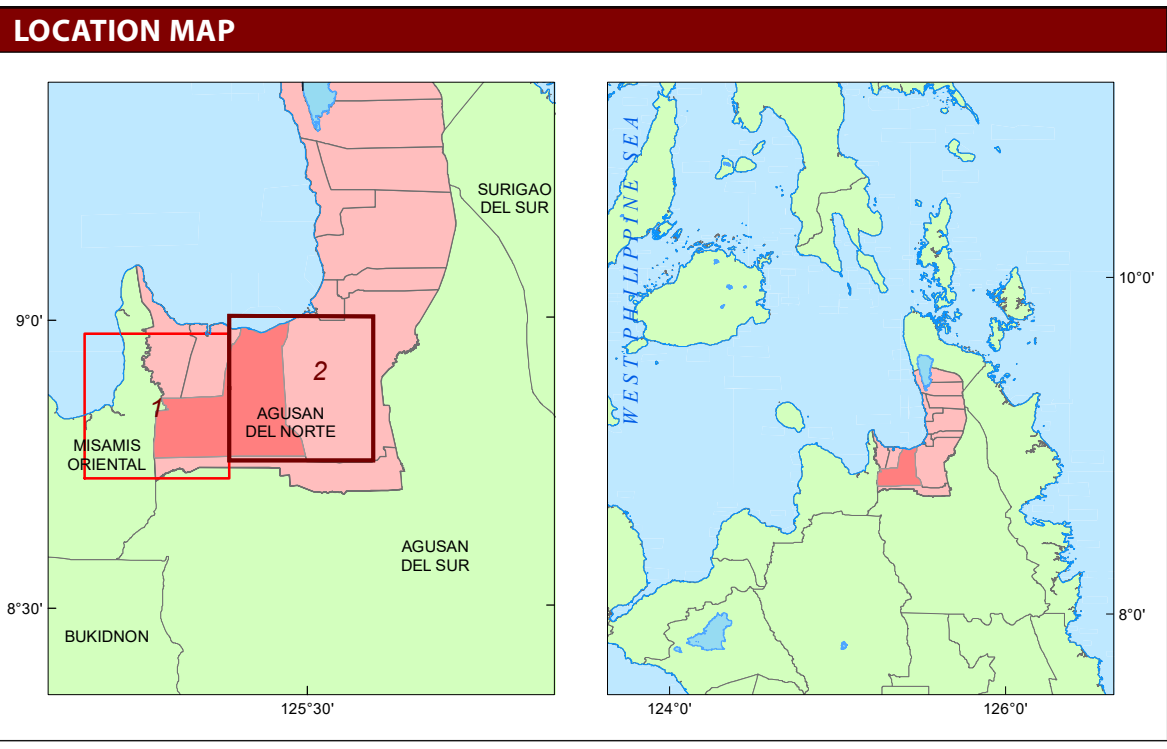 LOCATION MAP
SURIGAO
DEL SUR
9°0'
2
1
AGUSAN
DEL NORTE
MISAMIS
ORIENTAL
AGUSAN
DEL SUR
8°30'
BUKIDNON
125°30'
WEST PHILIPPINE SEA
10°0'
8°0'
124°0'
126°0'